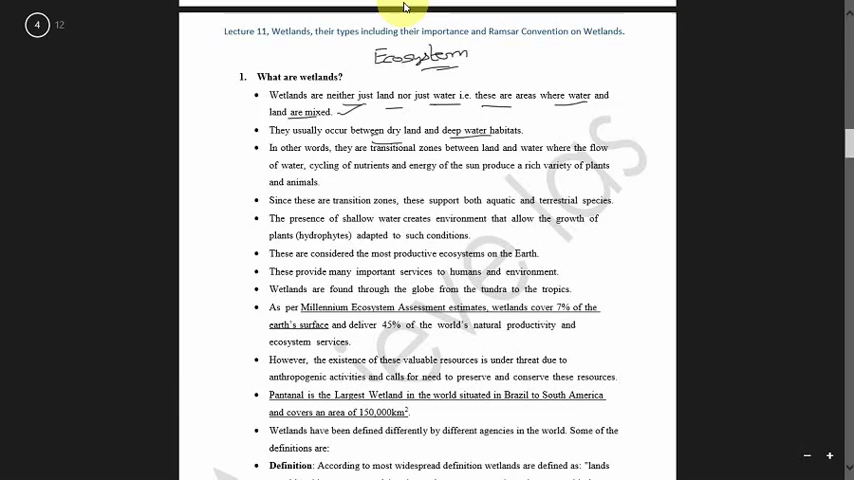 4 12
Lecture 11, Wetlands, their types including their importance and Ramsar Convention on Wetlands.
Ecosystem
1. What are wetlands?
• Wetlands are neither just land nor just water i.e. these are areas where water and
land are mixed.
• They usually occur between dry land and deep water habitats.
• In other words, they are transitional zones between land and water where the flow
of water, cycling of nutrients and energy of the sun produce a rich variety of plants
and animals.
• Since these are transition zones, these support both aquatic and terrestrial species.
• The presence of shallow water creates environment that allow the growth of
plants (hydrophytes) adapted to such conditions.
• These are considered the most productive ecosystems on the Earth.
• These provide many important services to humans and environment.
• Wetlands are found through the globe from the tundra to the tropics.
• As per Millennium Ecosystem Assessment estimates, wetlands cover 7% of the
earth's surface and deliver 45% of the world's natural productivity and
ecosystem services.
• However, the existence of these valuable resources is under threat due to
anthropogenic activities and calls for need to preserve and conserve these resources.
• Pantanal is the Largest Wetland in the world situated in Brazil to South America
and covers an area of 150,000km²
• Wetlands have been defined differently by different agencies in the world. Some of the
definitions are:
• Definition: According to most widespread definition wetlands are defined as: "lands
ieve Ias